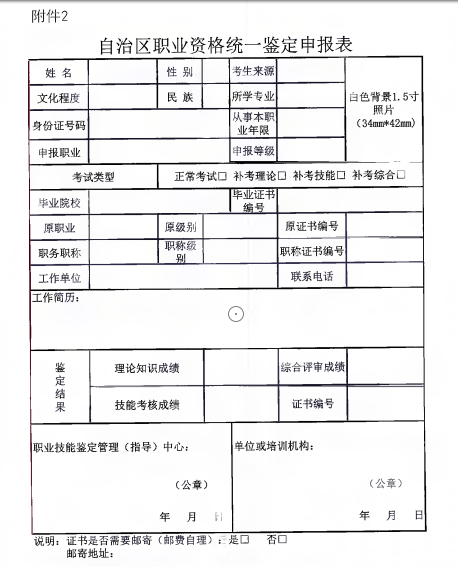 附件2
自治区职业资格统一鉴定申报表
姓 名 性 别 考生来源
文化程度 民 族 所学专业
白色背景1.5寸
照片
(34mm*42mm)
身份证号码 从事本职
业年限
申报职业 申报等级
考试类型 正常考试□ 补考理论□ 补考技能□ 补考综合□
毕业院校 毕业证书
编号
原职业 原级别 原证书编号
职务职称 职称级
别 职称证书编号
工作单位 联系电话
工作简历：
鉴定结果
理论知识成绩 综合评审成绩
技能考核成绩 证书编号
职业技能鉴定管理（指导）中心： 单位或培训机构：
（公章） （公章）
年 月 日 年 月 日
说明：证书是否需要邮寄（邮费自理）：是□ 否□
邮寄地址：